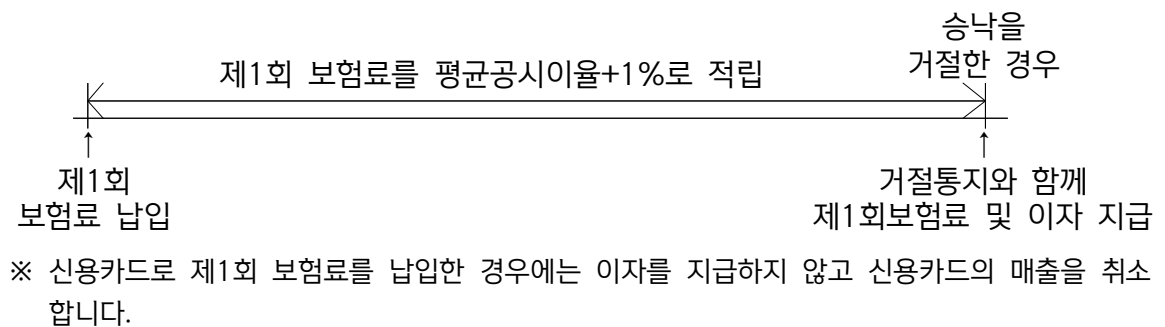 승낙을
거절한 경우
제1회 보험료를 평균공시이율+1%로 적립
제1회
보험료 납입
거절통지와 함께
제1회보험료 및 이자 지급
※ 신용카드로 제1회 보험료를 납입한 경우에는 이자를 지급하지 않고 신용카드의 매출을 취소
합니다.